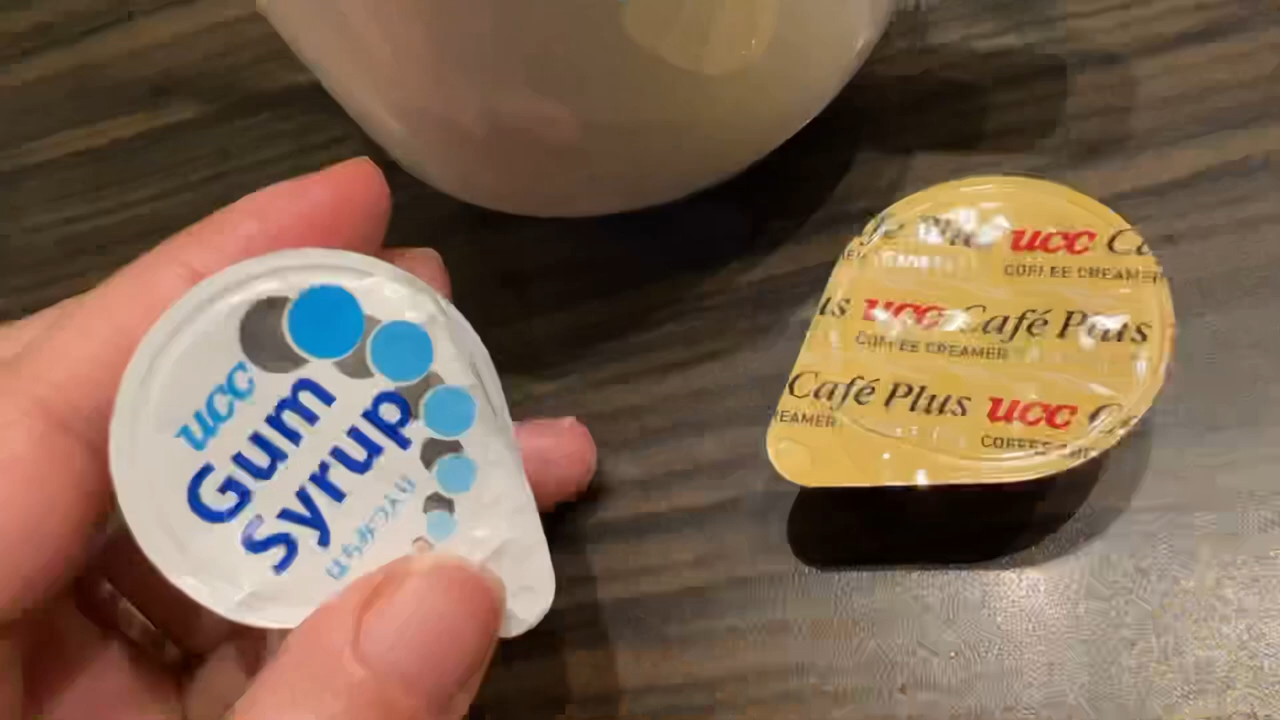 ucc
Gum
Syrup
はちみつ入り
ucc
COFFEE CREAMER
ucc Café Plus
COFFEE CREAMER
Café Plus ucc